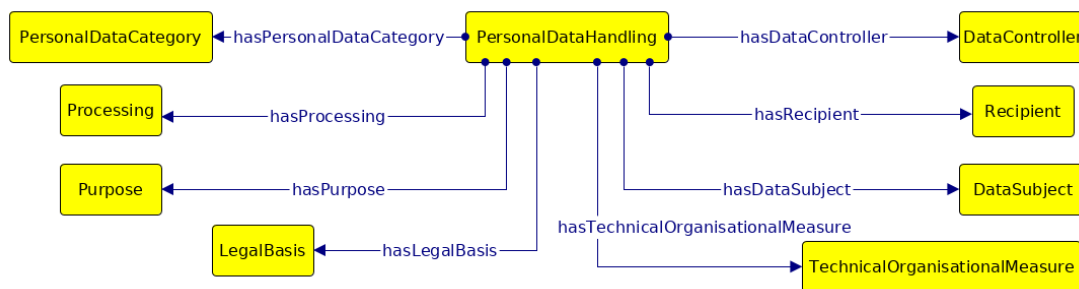 PersonalDataCategory hasPersonalDataCategory PersonalDataHandling hasDataController DataController
Processing hasProcessing hasRecipient Recipient
Purpose hasPurpose hasDataSubject DataSubject
hasTechnicalOrganisationalMeasure
LegalBasis hasLegalBasis
TechnicalOrganisationalMeasure